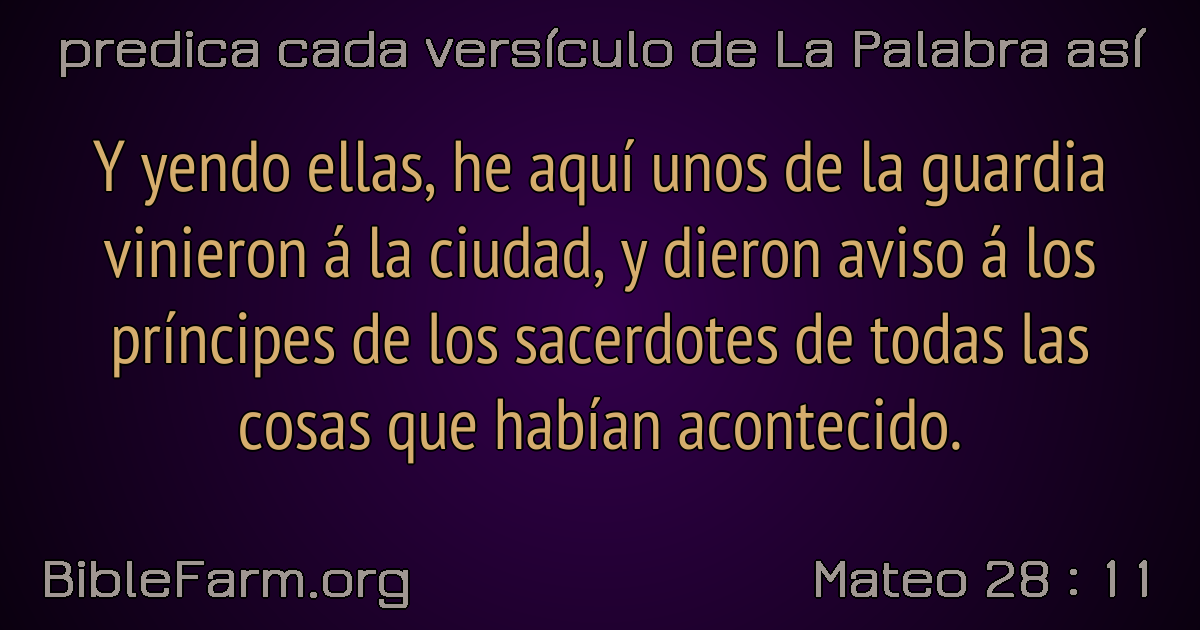 predica cada versículo de La Palabra así
Y yendo ellas, he aquí unos de la guardia
vinieron á la ciudad, y dieron aviso á los
príncipes de los sacerdotes de todas las
cosas que habían acontecido.
BibleFarm.org
Mateo 28 : 11